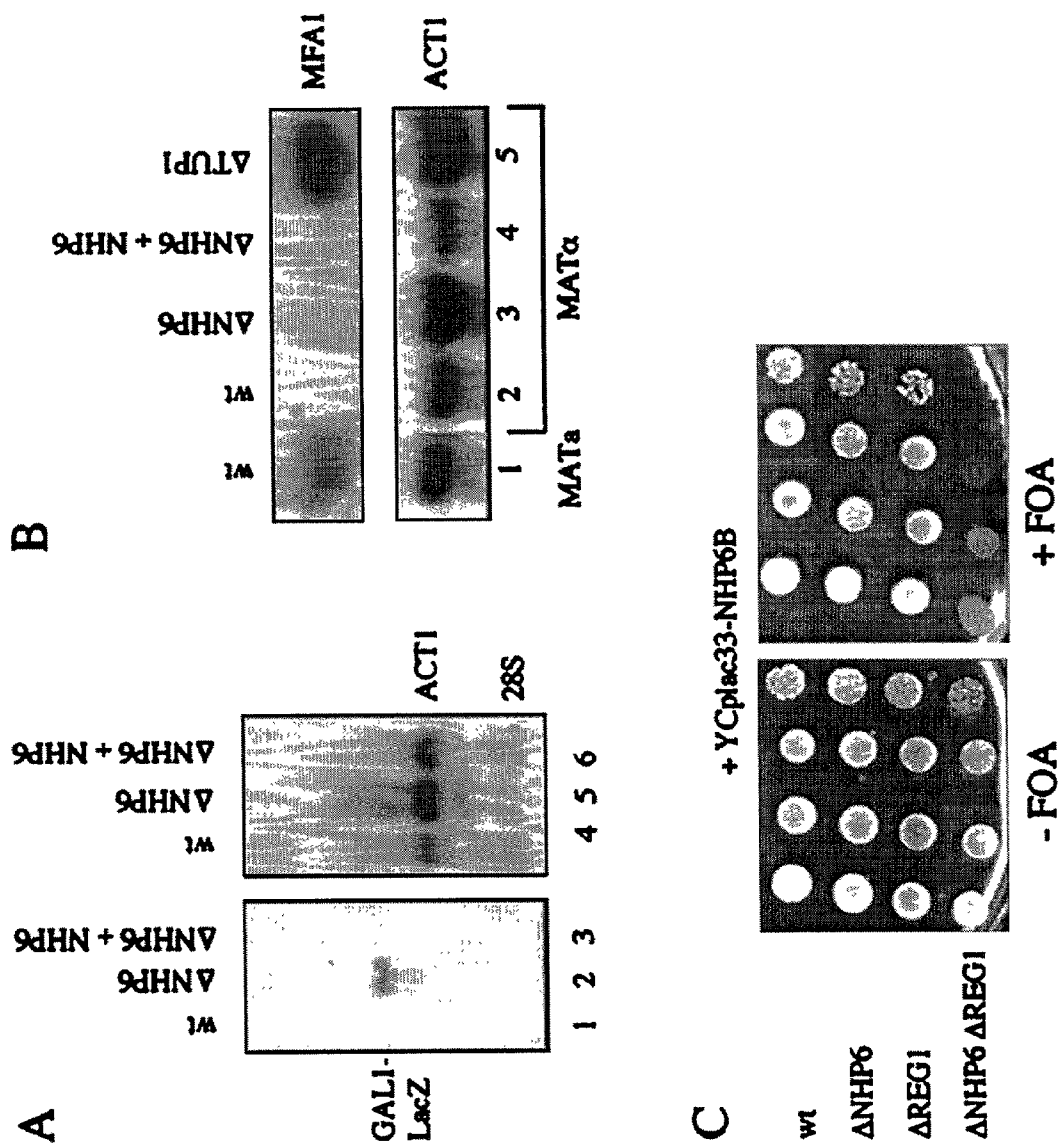 A
wt
ΔNHP6
ΔNHP6 + NHP6
wt
ΔNHP6
ΔNHP6 + NHP6
GAL1-
LacZ
ACT1
28S
1 2 3
4 5 6
B
wt
wt
ΔNHP6
ΔNHP6 + NHP6
ΔTUP1
MFA1
ACT1
1 2 3 4 5
MATa
MATα
C
+ YCplac33-NHP6B
wt
ΔNHP6
ΔREG1
ΔNHP6 ΔREG1
- FOA
+ FOA